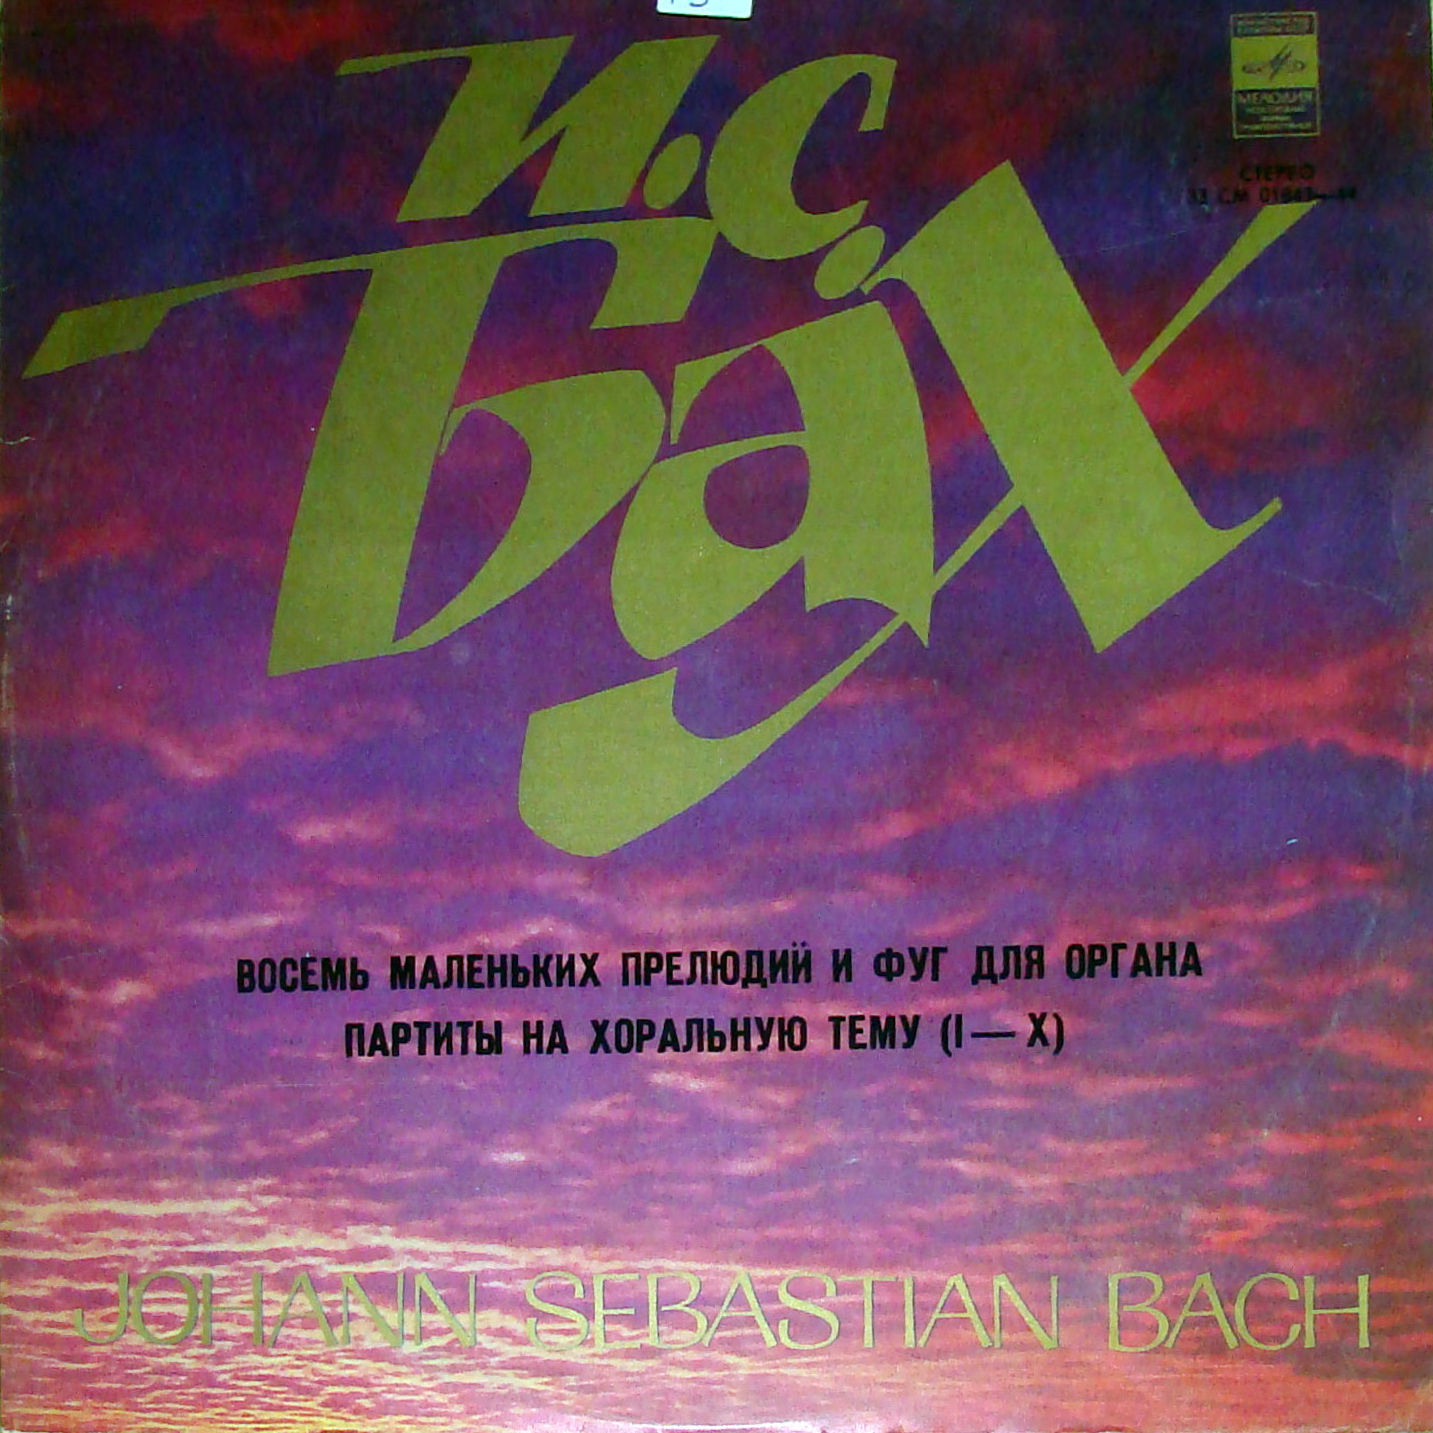 И.С.
Бах
МЕЛОДИЯ
СТЕРЕО
ВОСЕМЬ МАЛЕНЬКИХ ПРЕЛЮДИЙ И ФУГ ДЛЯ ОРГАНА
ПАРТИТЫ НА ХОРАЛЬНУЮ ТЕМУ (I — X)
JOHANN SEBASTIAN BACH